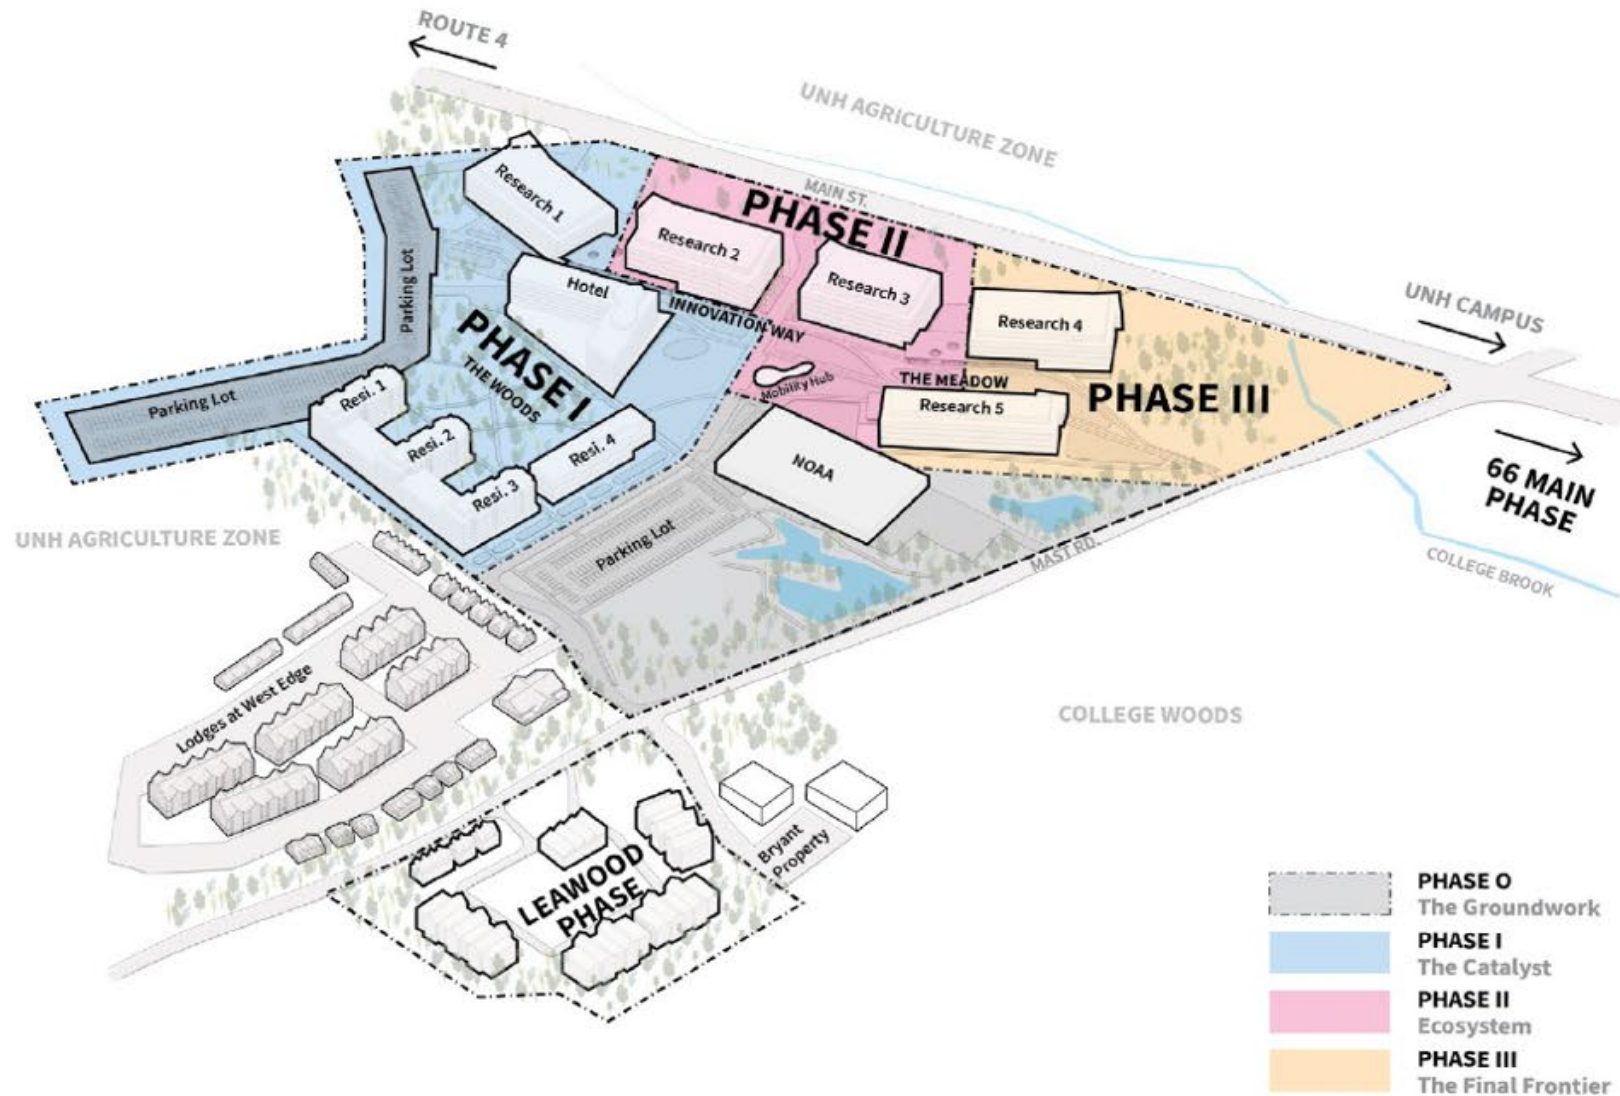 ROUTE 4
UNH AGRICULTURE ZONE
MAIN ST.
Research 1
PHASE II
Research 2
Research 3
Parking Lot
Hotel
INNOVATION WAY
Research 4
UNH CAMPUS
PHASE I
THE WOODS
Mobility Hub
THE MEADOW
Research 5
PHASE III
Parking Lot
Resi. 1
Resi. 2
Resi. 3
Resi. 4
NOAA
66 MAIN
PHASE
UNH AGRICULTURE ZONE
Parking Lot
MAST RD.
COLLEGE BROOK
Lodges at West Edge
COLLEGE WOODS
LEAWOOD
PHASE
Bryant
Property
PHASE O
The Groundwork
PHASE I
The Catalyst
PHASE II
Ecosystem
PHASE III
The Final Frontier